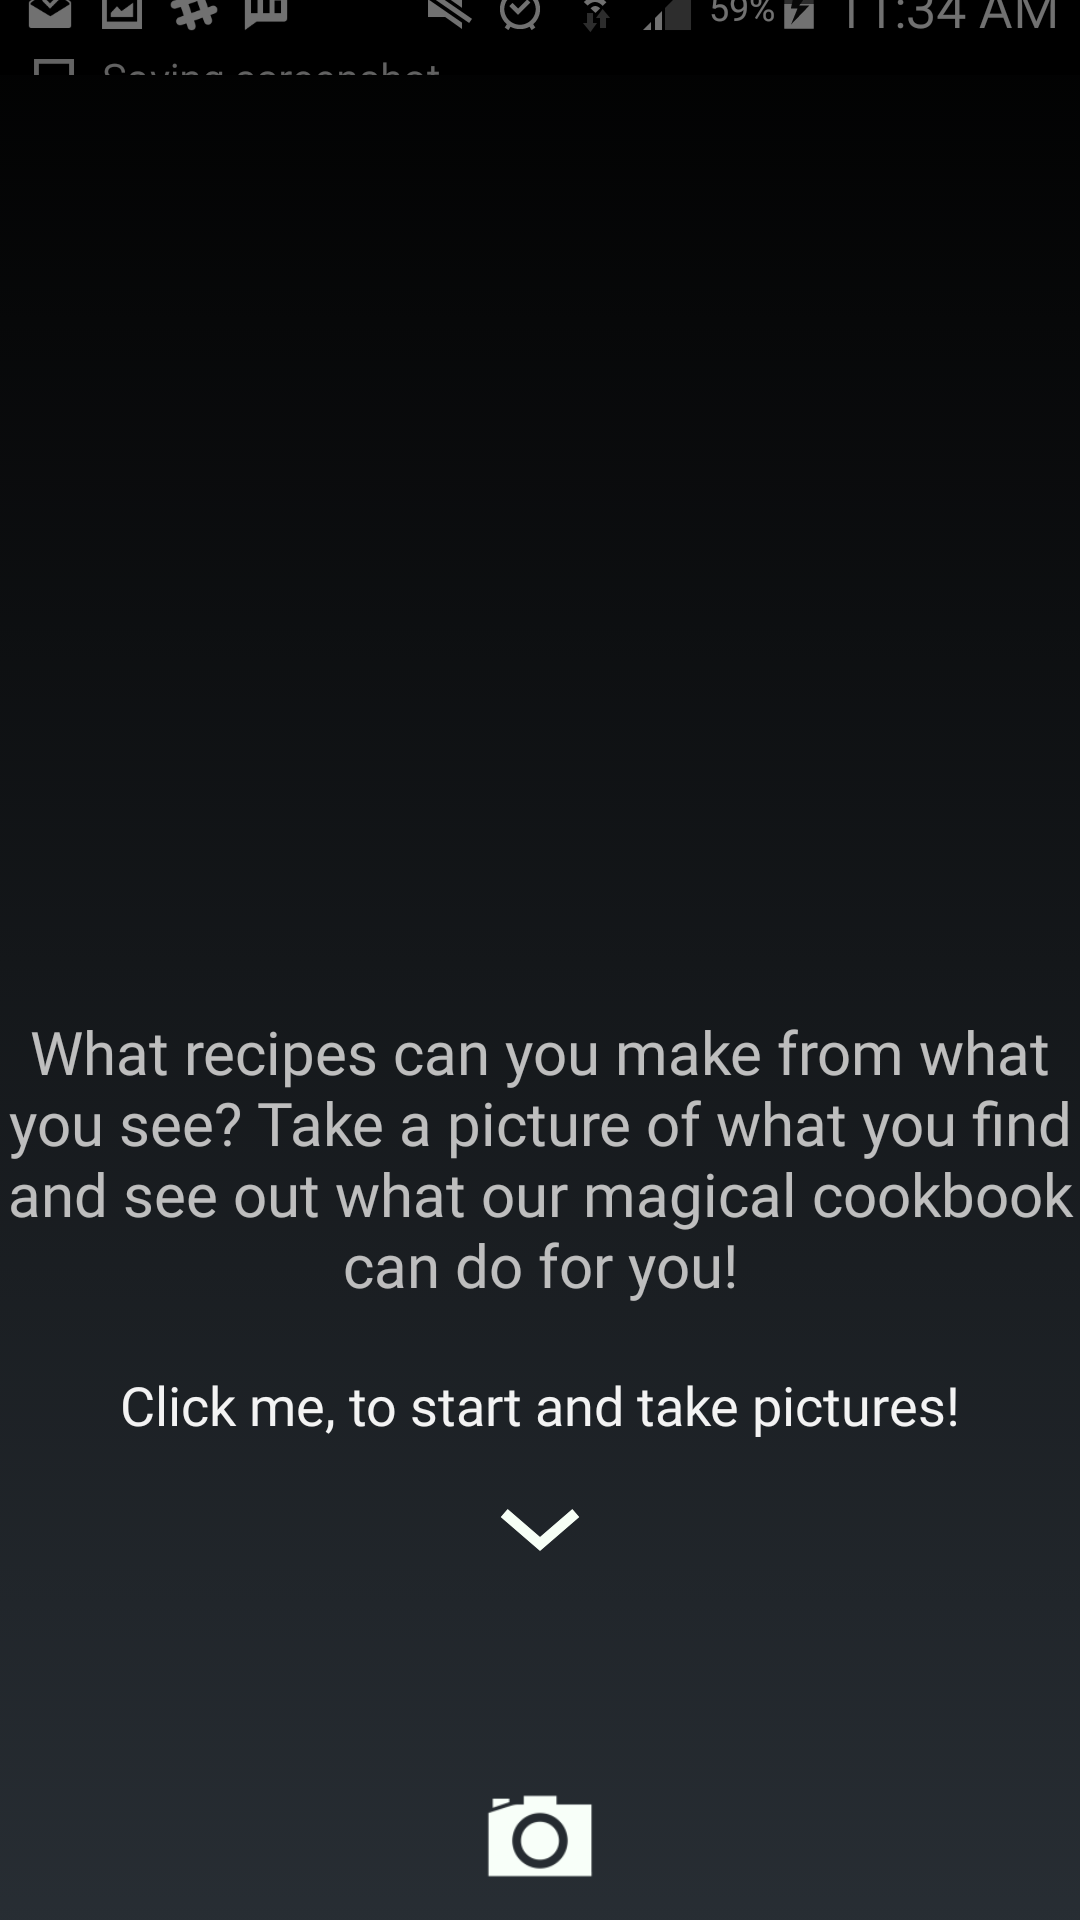 59% 11:34 AM
Saving screenshot
What recipes can you make from what
you see? Take a picture of what you find
and see out what our magical cookbook
can do for you!
Click me, to start and take pictures!